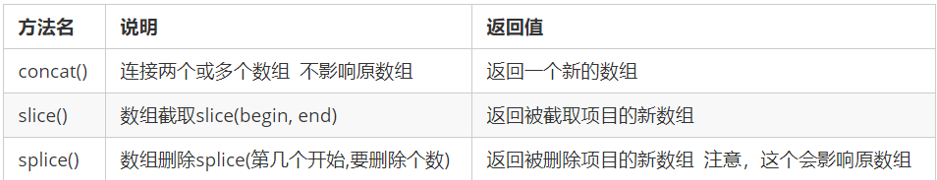 方法名 说明 返回值
concat() 连接两个或多个数组 不影响原数组 返回一个新的数组
slice() 数组截取slice(begin, end) 返回被截取项目的新数组
splice() 数组删除splice(第几个开始,要删除个数) 返回被删除项目的新数组 注意，这个会影响原数组